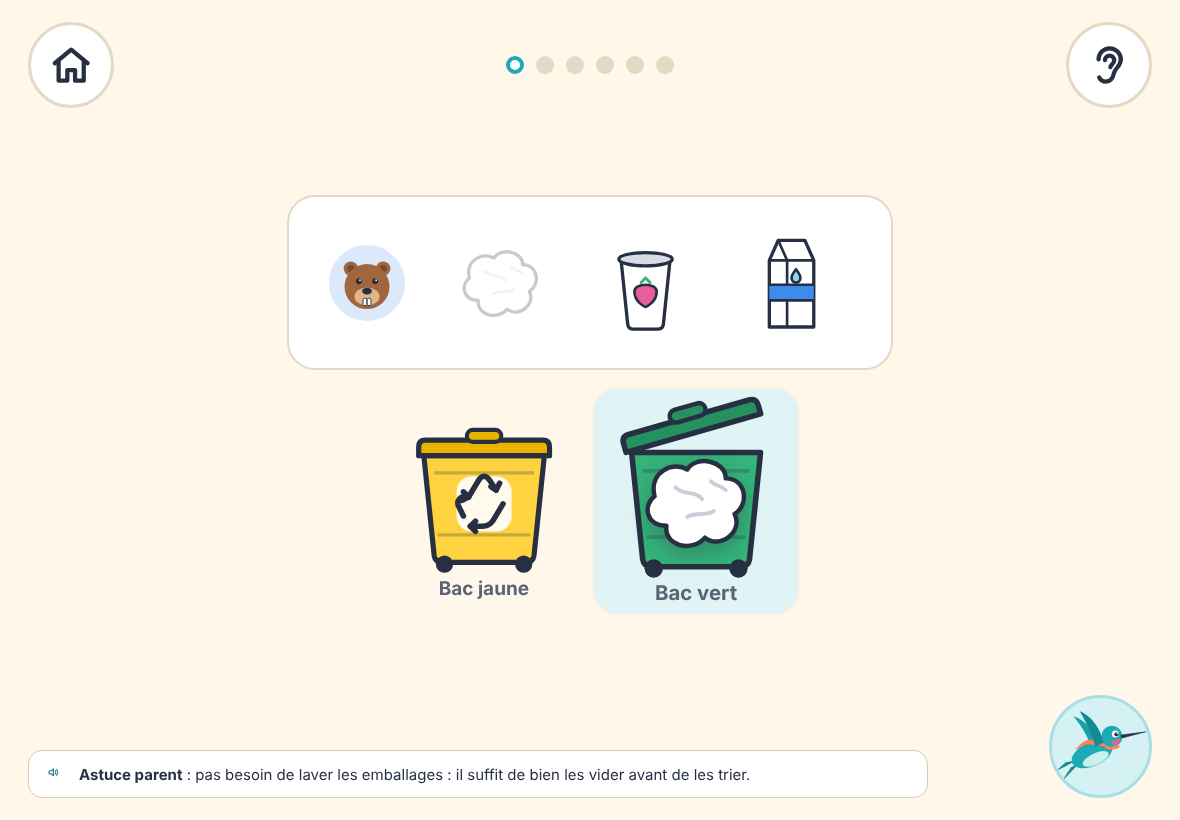 Bac jaune
Bac vert
Astuce parent : pas besoin de laver les emballages : il suffit de bien les vider avant de les trier.